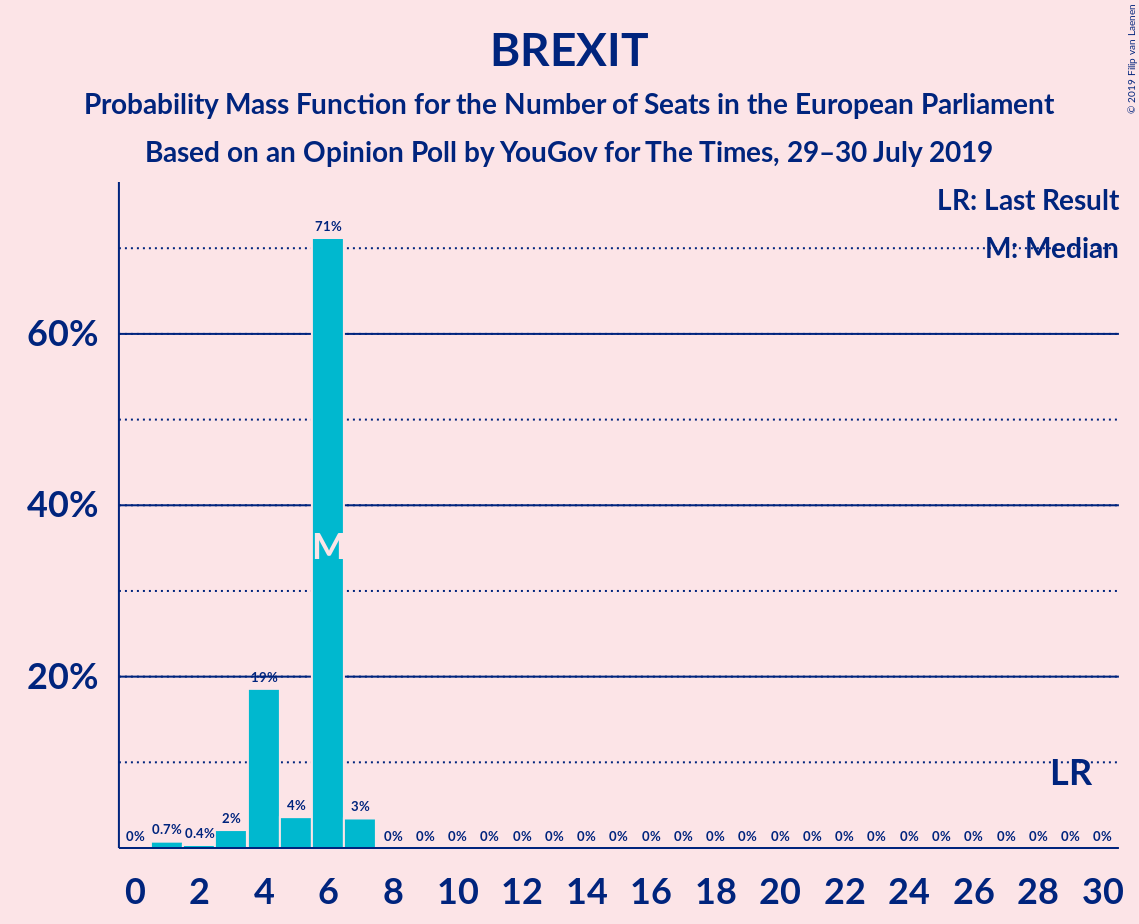 BREXIT
Probability Mass Function for the Number of Seats in the European Parliament
Based on an Opinion Poll by YouGov for The Times, 29–30 July 2019
© 2019 Filip van Laenen
LR: Last Result
M: Median
71%
60%
40%
M
20%
19%
LR
0% 0.7% 0.4% 2% 4% 3% 0% 0% 0% 0% 0% 0% 0% 0% 0% 0% 0% 0% 0% 0% 0% 0% 0% 0% 0% 0% 0% 0% 0%
0 2 4 6 8 10 12 14 16 18 20 22 24 26 28 30